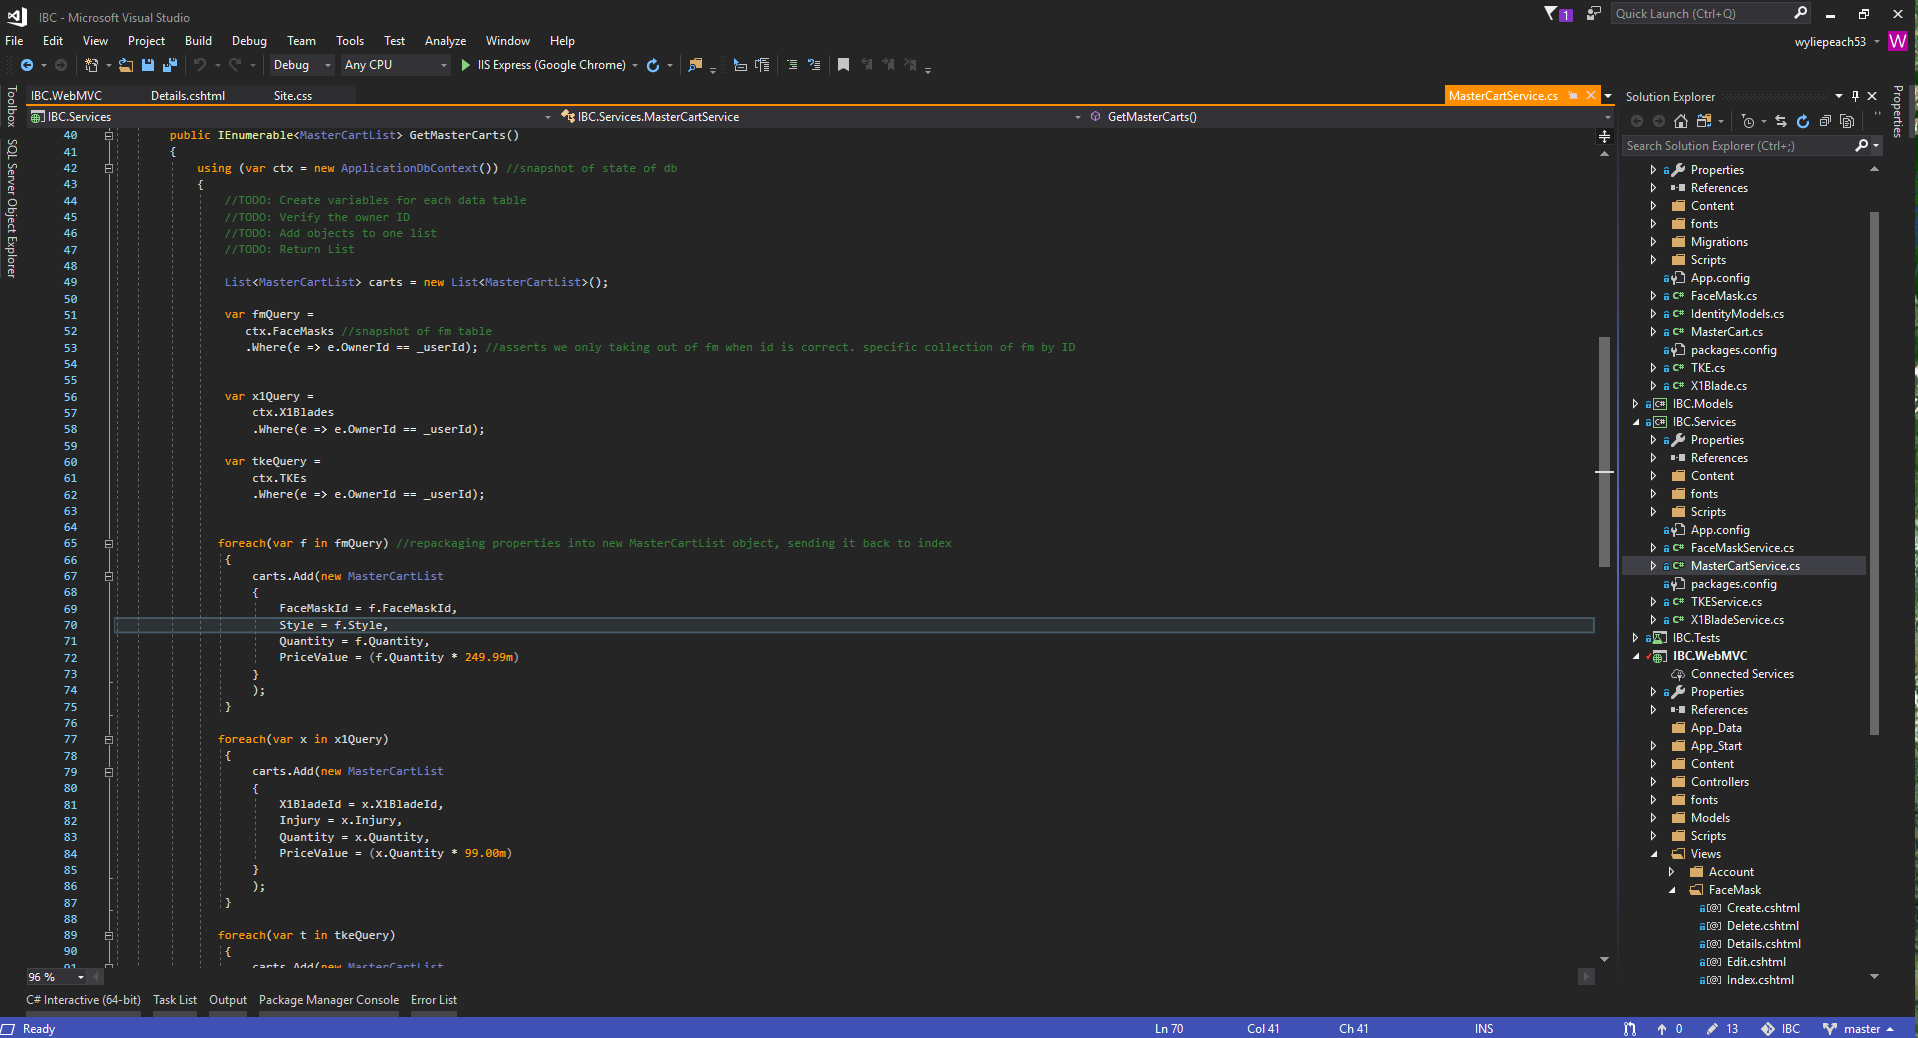 IBC - Microsoft Visual Studio
1
Quick Launch (Ctrl+Q)
File Edit View Project Build Debug Team Tools Test Analyze Window Help
wyliepeach53 W
Debug Any CPU IIS Express (Google Chrome)
Toolbox
SQL Server Object Explorer
IBC.WebMVC Details.cshtml Site.css MasterCartService.cs
IBC.Services IBC.Services.MasterCartService GetMasterCarts()
40 public IEnumerable<MasterCartList> GetMasterCarts()
41 {
42 using (var ctx = new ApplicationDbContext()) //snapshot of state of db
43 {
44 //TODO: Create variables for each data table
45 //TODO: Verify the owner ID
46 //TODO: Add objects to one list
47 //TODO: Return List
48
49 List<MasterCartList> carts = new List<MasterCartList>();
50
51 var fmQuery =
52 ctx.FaceMasks //snapshot of fm table
53 .Where(e => e.OwnerId == _userId); //asserts we only taking out of fm when id is correct. specific collection of fm by ID
54
55
56 var x1Query =
57 ctx.X1Blades
58 .Where(e => e.OwnerId == _userId);
59
60 var tkeQuery =
61 ctx.TKEs
62 .Where(e => e.OwnerId == _userId);
63
64
65 foreach(var f in fmQuery) //repackaging properties into new MasterCartList object, sending it back to index
66 {
67 carts.Add(new MasterCartList
68 {
69 FaceMaskId = f.FaceMaskId,
70 Style = f.Style,
71 Quantity = f.Quantity,
72 PriceValue = (f.Quantity * 249.99m)
73 }
74 );
75 }
76
77 foreach(var x in x1Query)
78 {
79 carts.Add(new MasterCartList
80 {
81 X1BladeId = x.X1BladeId,
82 Injury = x.Injury,
83 Quantity = x.Quantity,
84 PriceValue = (x.Quantity * 99.00m)
85 }
86 );
87 }
88
89 foreach(var t in tkeQuery)
90 {
91 carts.Add(new MasterCartList
96 %
C# Interactive (64-bit) Task List Output Package Manager Console Error List
Solution Explorer
Search Solution Explorer (Ctrl+;)
Properties
References
Content
fonts
Migrations
Scripts
App.config
C# FaceMask.cs
C# IdentityModels.cs
C# MasterCart.cs
packages.config
C# TKE.cs
C# X1Blade.cs
C# IBC.Models
C# IBC.Services
Properties
References
Content
fonts
Scripts
App.config
C# FaceMaskService.cs
C# MasterCartService.cs
packages.config
C# TKEService.cs
C# X1BladeService.cs
IBC.Tests
IBC.WebMVC
Connected Services
Properties
References
App_Data
App_Start
Content
Controllers
fonts
Models
Scripts
Views
Account
FaceMask
[@] Create.cshtml
[@] Delete.cshtml
[@] Details.cshtml
[@] Edit.cshtml
[@] Index.cshtml
Properties
Ready Ln 70 Col 41 Ch 41 INS 0 13 IBC master